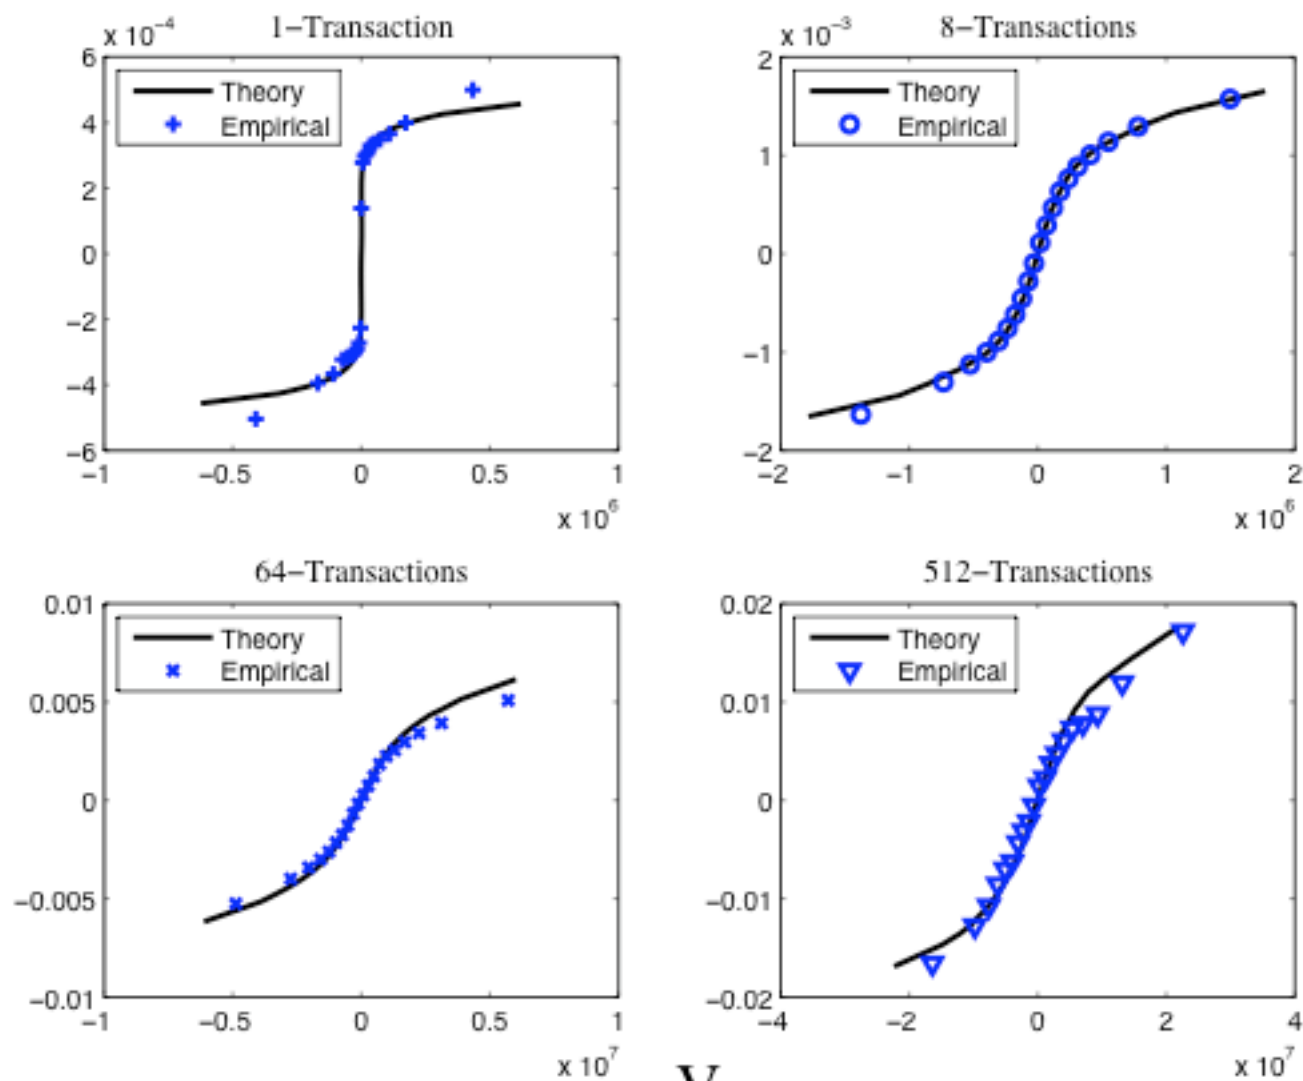 1−Transaction
x 10⁻⁴
6
4
2
0
−2
−4
−6
Theory
Empirical
−1 −0.5 0 0.5 1
x 10⁶
8−Transactions
x 10⁻³
2
1
0
−1
−2
Theory
Empirical
−2 −1 0 1 2
x 10⁶
64−Transactions
0.01
0.005
0
−0.005
−0.01
Theory
Empirical
−1 −0.5 0 0.5 1
x 10⁷
512−Transactions
0.02
0.01
0
−0.01
−0.02
Theory
Empirical
−4 −2 0 2 4
x 10⁷